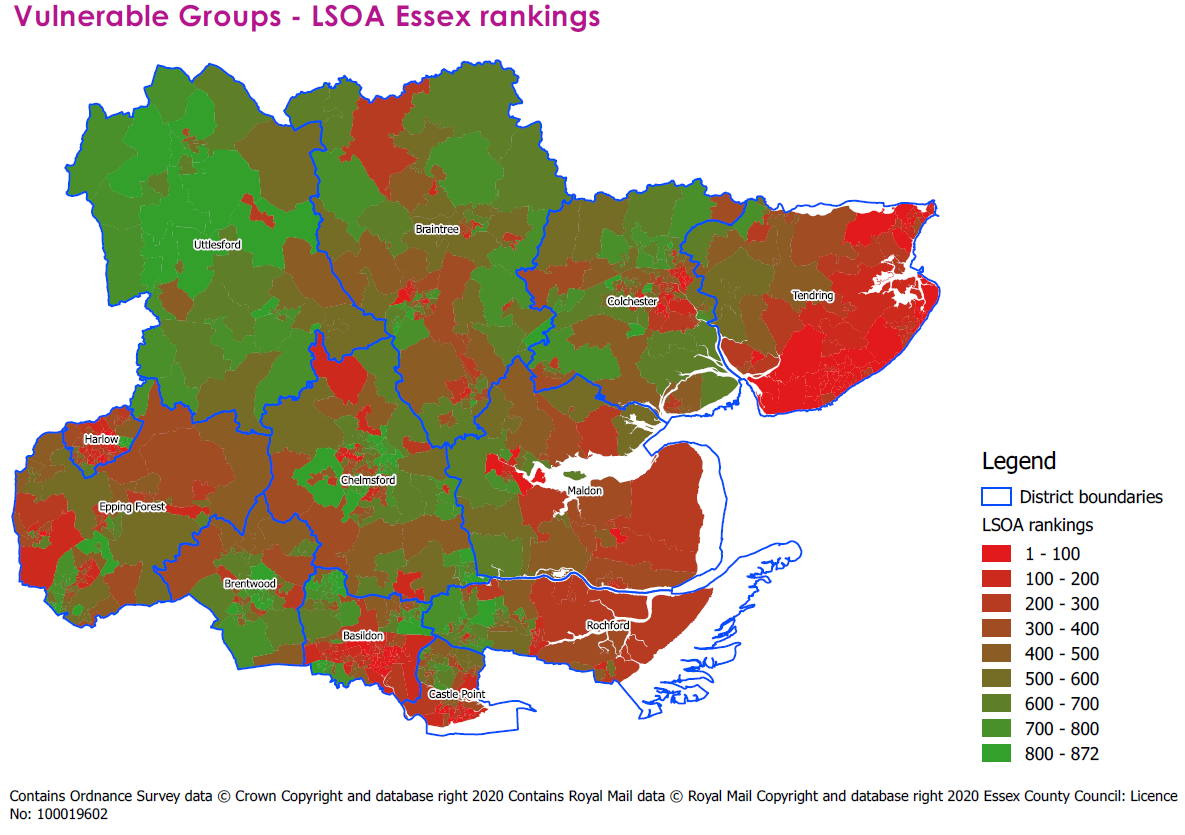 Vulnerable Groups - LSOA Essex rankings
Uttlesford
Braintree
Colchester
Tendring
Harlow
Epping Forest
Chelmsford
Maldon
Brentwood
Basildon
Rochford
Castle Point
Legend
District boundaries
LSOA rankings
1 - 100
100 - 200
200 - 300
300 - 400
400 - 500
500 - 600
600 - 700
700 - 800
800 - 872
Contains Ordnance Survey data © Crown Copyright and database right 2020 Contains Royal Mail data © Royal Mail Copyright and database right 2020 Essex County Council: Licence
No: 100019602